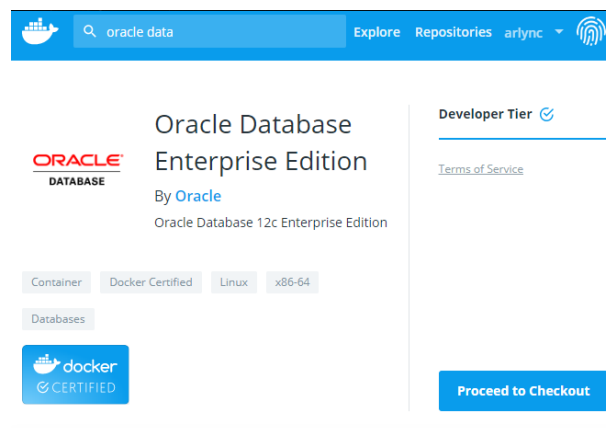 oracle data
Explore Repositories arlync
ORACLE
DATABASE
Oracle Database
Enterprise Edition
By Oracle
Oracle Database 12c Enterprise Edition
Container Docker Certified Linux x86-64
Databases
docker
CERTIFIED
Developer Tier
Terms of Service
Proceed to Checkout